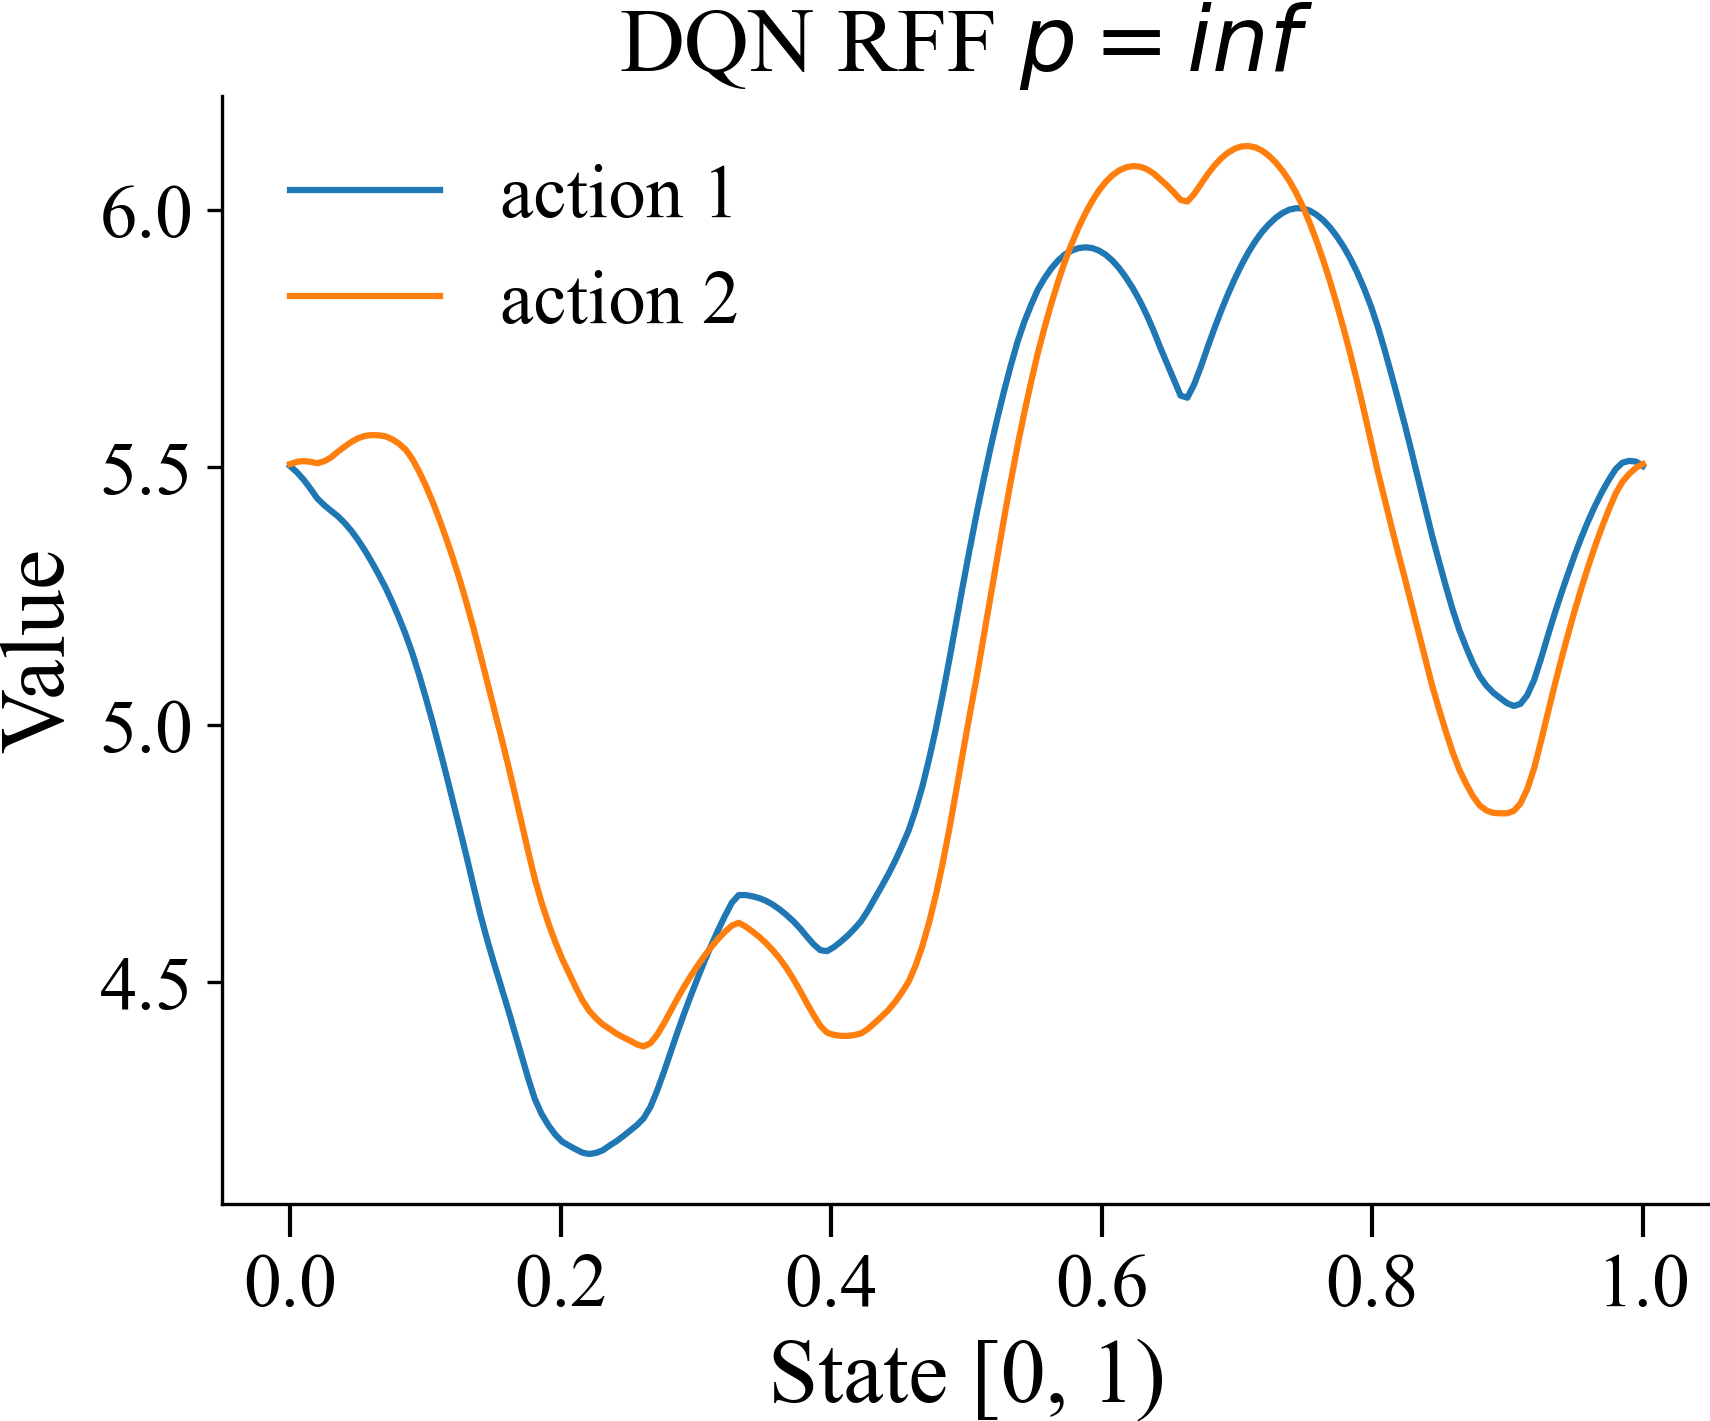 DQN RFF p = inf
action 1
action 2
6.0
5.5
5.0
4.5
Value
0.0 0.2 0.4 0.6 0.8 1.0
State [0, 1)